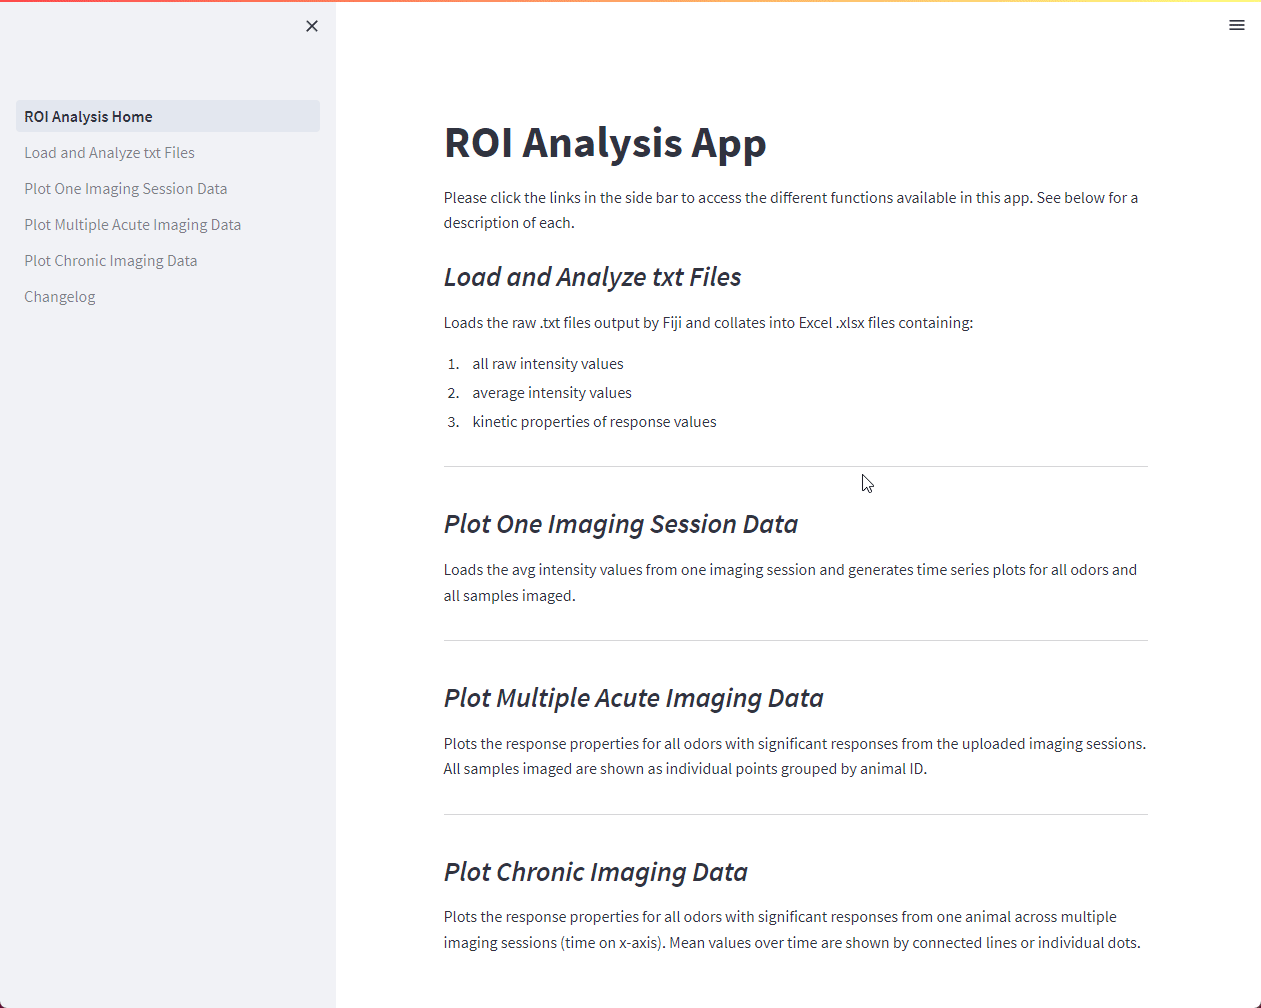 ROI Analysis Home
Load and Analyze txt Files
Plot One Imaging Session Data
Plot Multiple Acute Imaging Data
Plot Chronic Imaging Data
Changelog
ROI Analysis App
Please click the links in the side bar to access the different functions available in this app. See below for a
description of each.
Load and Analyze txt Files
Loads the raw .txt files output by Fiji and collates into Excel .xlsx files containing:
1. all raw intensity values
2. average intensity values
3. kinetic properties of response values
Plot One Imaging Session Data
Loads the avg intensity values from one imaging session and generates time series plots for all odors and
all samples imaged.
Plot Multiple Acute Imaging Data
Plots the response properties for all odors with significant responses from the uploaded imaging sessions.
All samples imaged are shown as individual points grouped by animal ID.
Plot Chronic Imaging Data
Plots the response properties for all odors with significant responses from one animal across multiple
imaging sessions (time on x-axis). Mean values over time are shown by connected lines or individual dots.